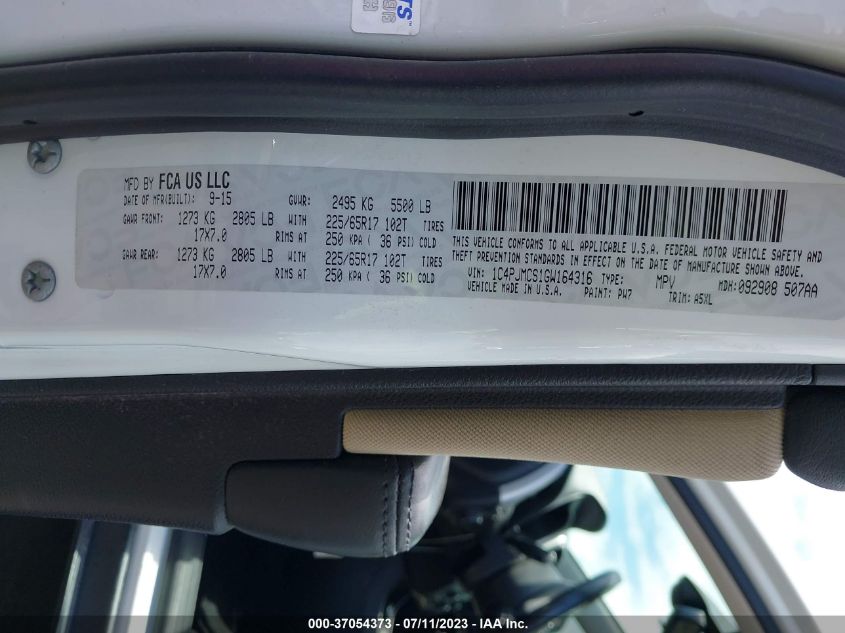 TS™
MFD BY FCA US LLC
DATE OF MFR(BUILT): 9-15 GVWR: 2495 KG 5500 LB
GAWR FRONT: 1273 KG 2805 LB WITH 225/65R17 102T TIRES
17X7.0 RIMS AT 250 KPA ( 36 PSI) COLD
GAWR REAR: 1273 KG 2805 LB WITH 225/65R17 102T TIRES
17X7.0 RIMS AT 250 KPA ( 36 PSI) COLD
THIS VEHICLE CONFORMS TO ALL APPLICABLE U.S.A. FEDERAL MOTOR VEHICLE SAFETY AND
THEFT PREVENTION STANDARDS IN EFFECT ON THE DATE OF MANUFACTURE SHOWN ABOVE.
VIN: 1C4PJMCS1GW164316 TYPE: MPV MDH: 092908 507AA
VEHICLE MADE IN U.S.A. PAINT: PW7 TRIM: A5XL
000-37054373 - 07/11/2023 - IAA Inc.